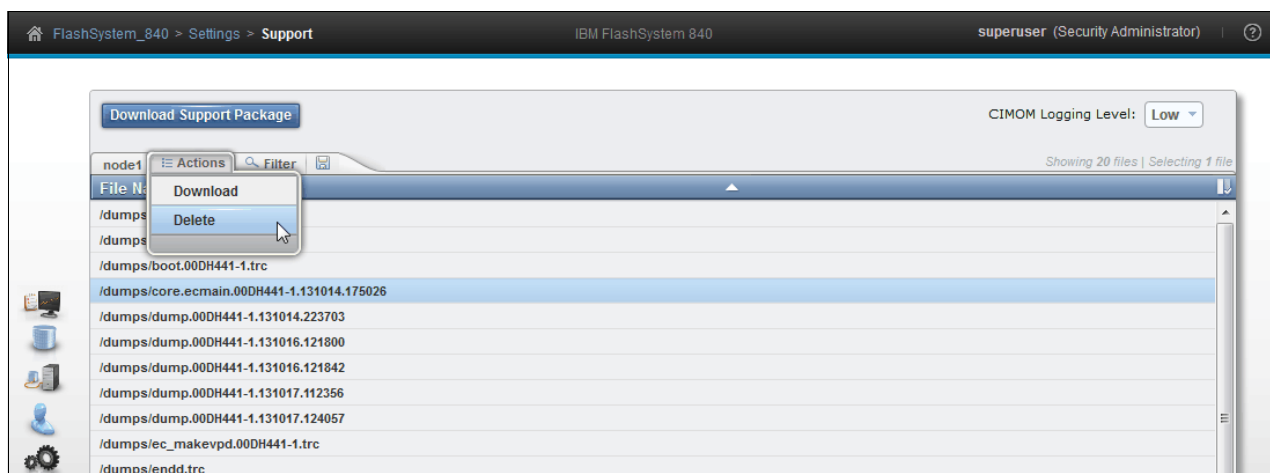 FlashSystem_840 > Settings > Support IBM FlashSystem 840 superuser (Security Administrator) | ?
Download Support Package CIMOM Logging Level: Low
node1 Actions Filter Showing 20 files | Selecting 1 file
File N
Download
/dumps
Delete
/dumps
/dumps/boot.00DH441-1.trc
/dumps/core.ecmain.00DH441-1.131014.175026
/dumps/dump.00DH441-1.131014.223703
/dumps/dump.00DH441-1.131016.121800
/dumps/dump.00DH441-1.131016.121842
/dumps/dump.00DH441-1.131017.112356
/dumps/dump.00DH441-1.131017.124057
/dumps/ec_makevpd.00DH441-1.trc
/dumps/endd.trc